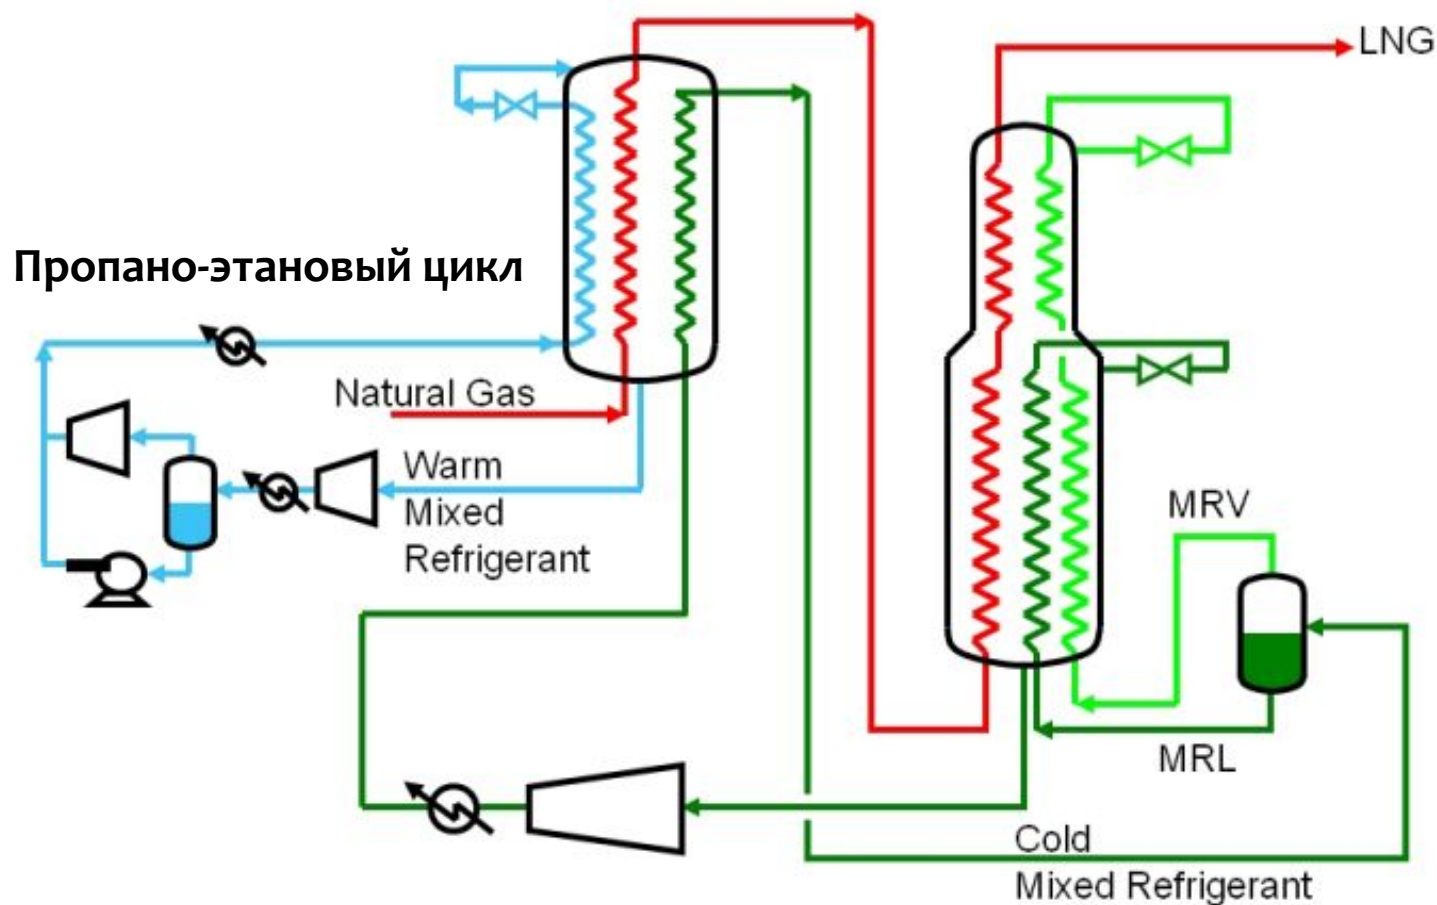 LNG
Пропано-этановый цикл
Natural Gas
Warm
Mixed
Refrigerant
MRV
MRL
Cold
Mixed Refrigerant